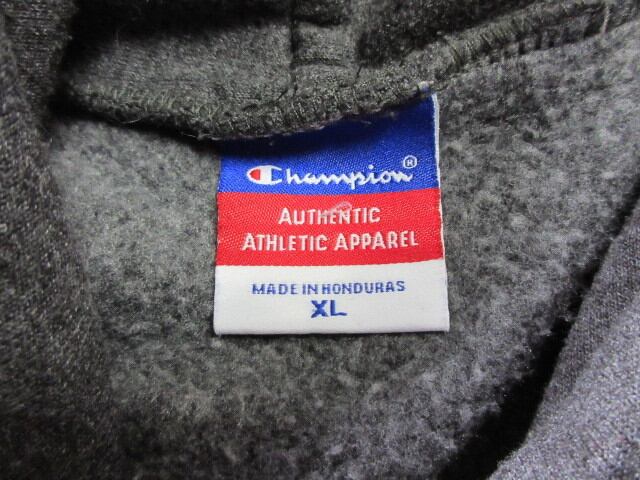 Champion®
AUTHENTIC
ATHLETIC APPAREL
MADE IN HONDURAS
XL